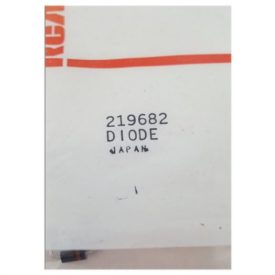 RCA
219682
DIODE
JAPAN